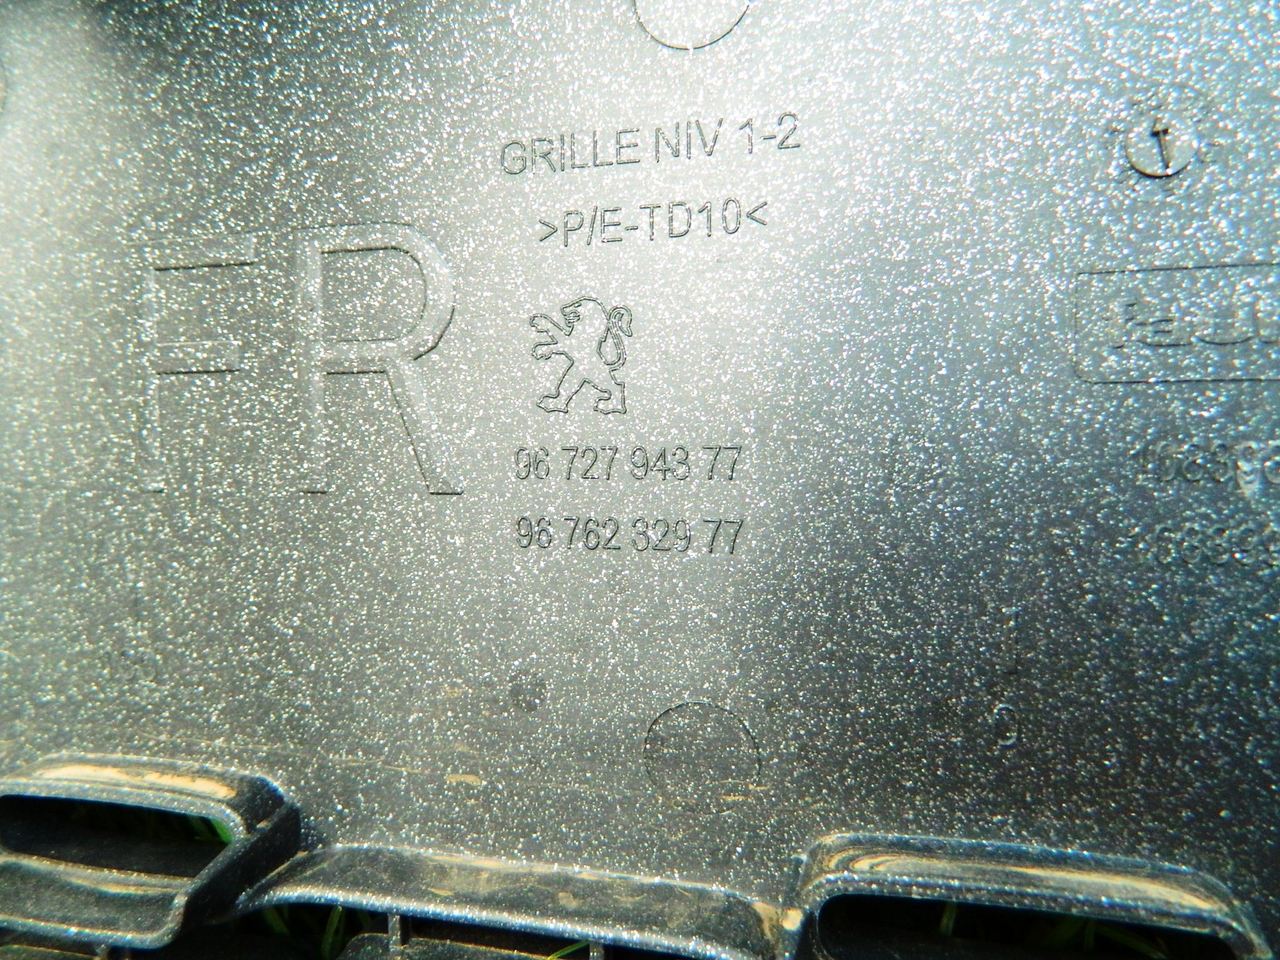 GRILLE NIV 1-2
>P/E-TD10<
FR
96 727 943 77
96 762 329 77